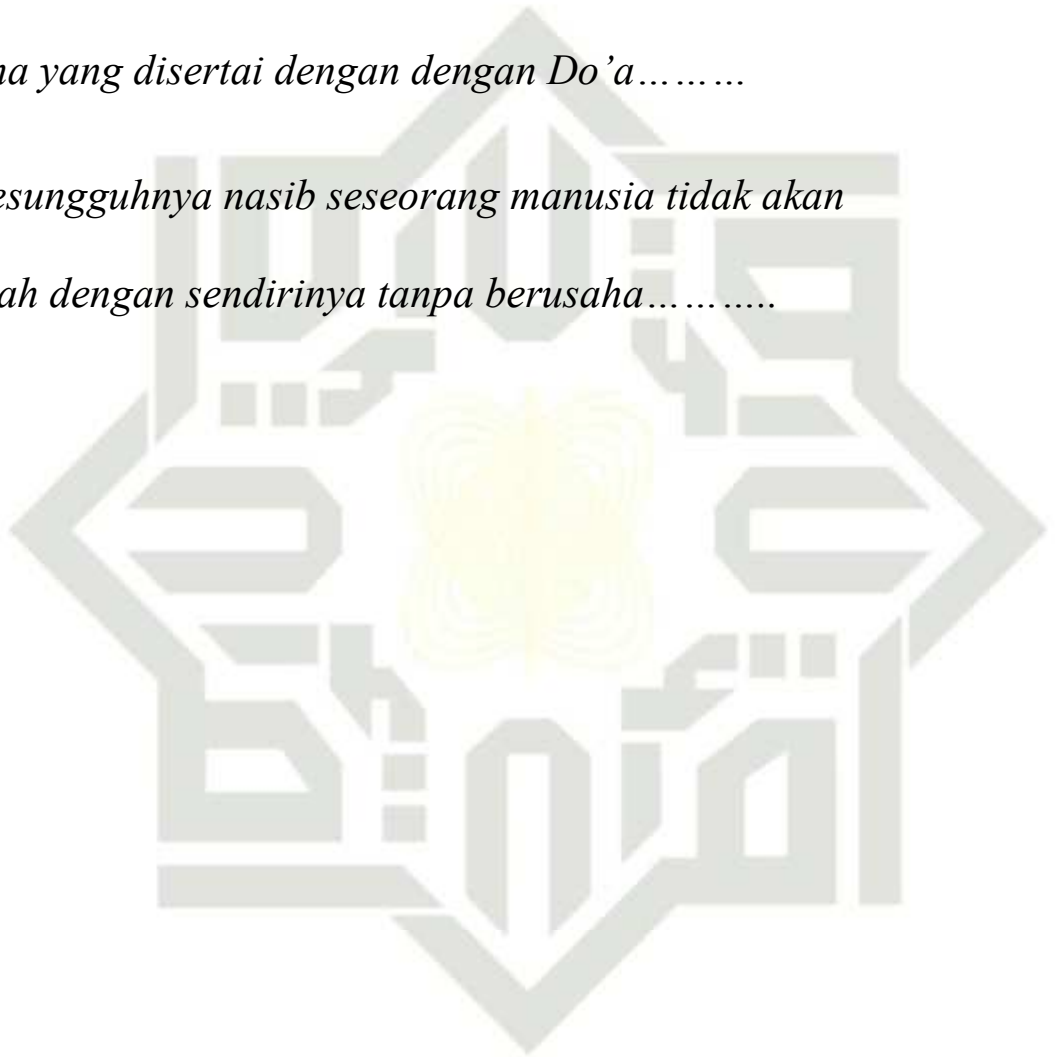 na yang disertai dengan dengan Do’a………
esungguhnya nasib seseorang manusia tidak akan
ah dengan sendirinya tanpa berusaha………..